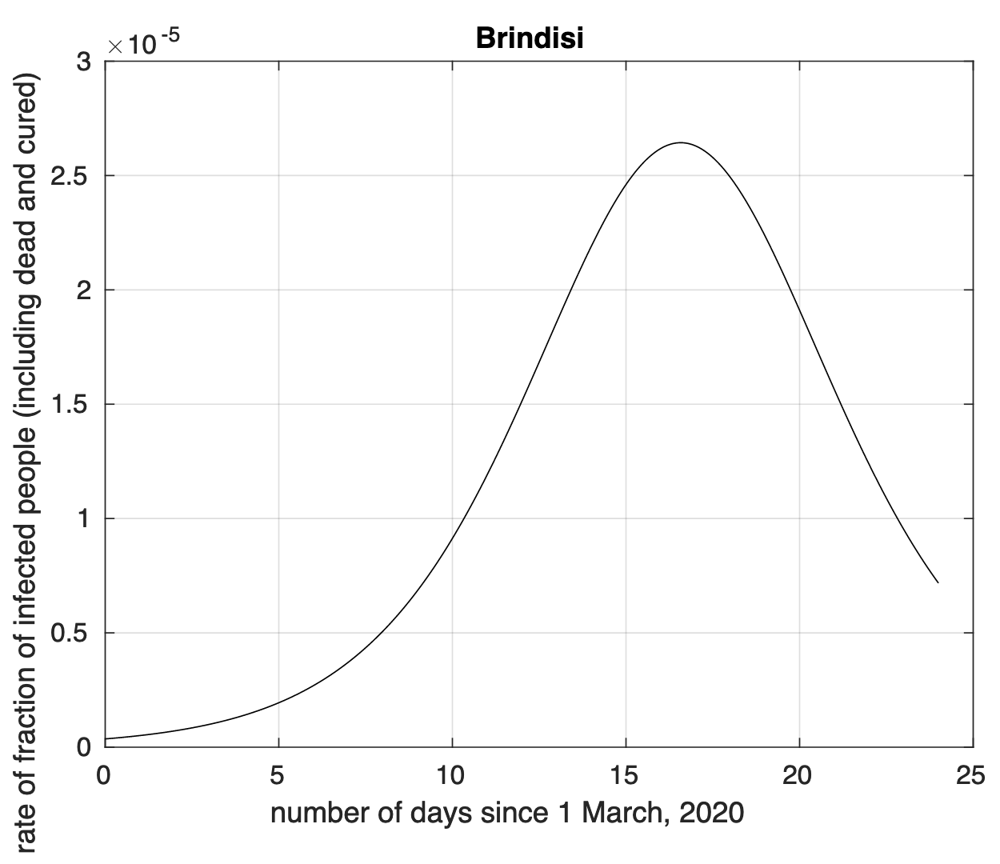 Brindisi
×10-5
3
2.5
2
1.5
1
0.5
0
rate of fraction of infected people (including dead and cured)
0 5 10 15 20 25
number of days since 1 March, 2020